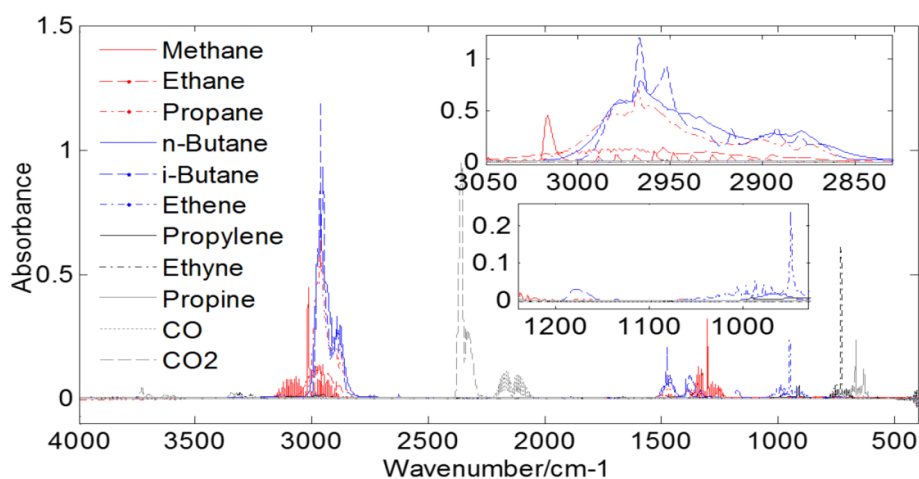 1.5
1
0.5
0
Absorbance
Methane
Ethane
Propane
n-Butane
i-Butane
Ethene
Propylene
Ethyne
Propine
CO
CO2
1
0.5
0
3050 3000 2950 2900 2850
0.2
0.1
0
1200 1100 1000
4000 3500 3000 2500 2000 1500 1000 500
Wavenumber/cm-1